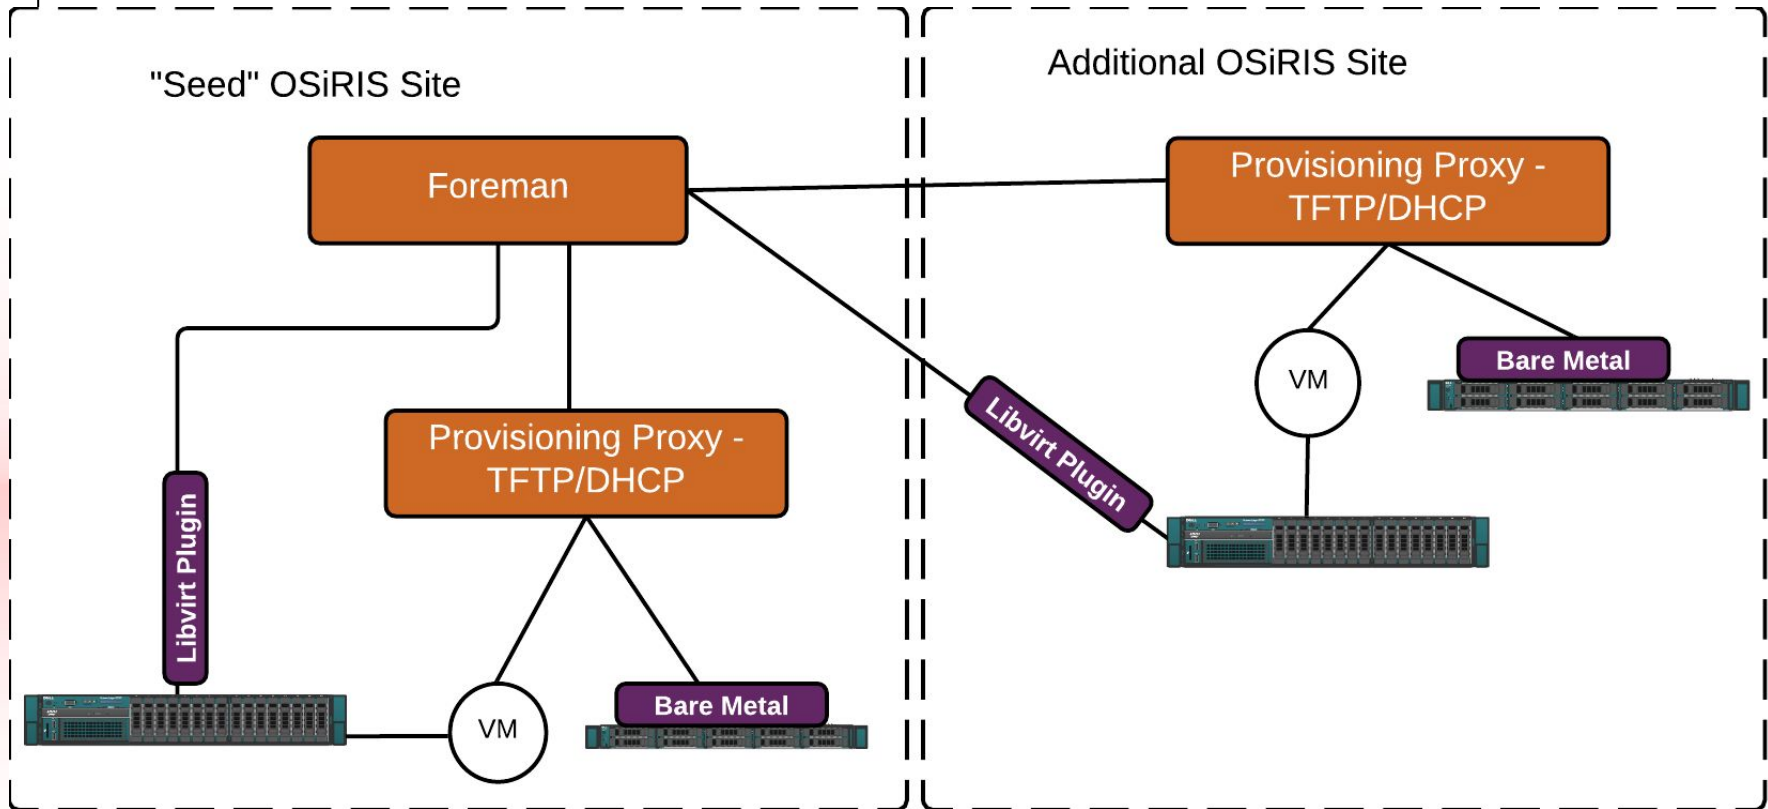 "Seed" OSiRIS Site
Foreman
Provisioning Proxy -
TFTP/DHCP
Libvirt Plugin
VM
Bare Metal
Additional OSiRIS Site
Provisioning Proxy -
TFTP/DHCP
VM
Bare Metal
Libvirt Plugin